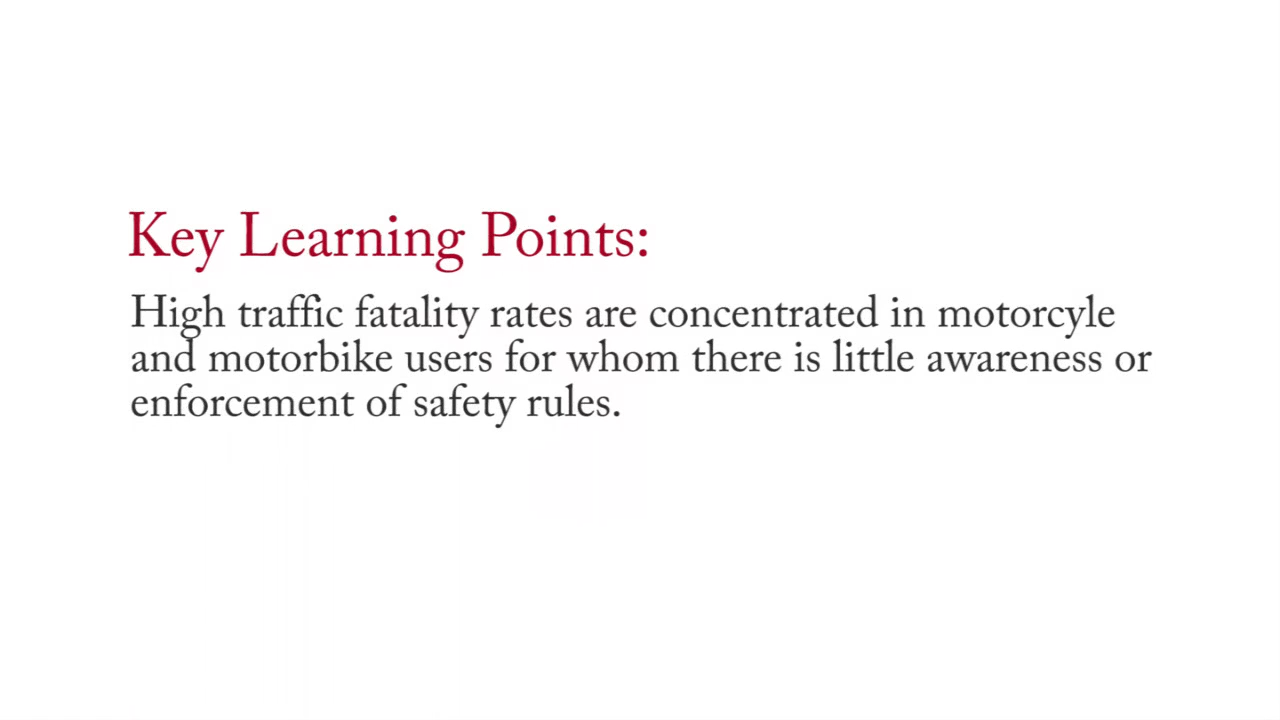 Key Learning Points:
High traffic fatality rates are concentrated in motorcyle
and motorbike users for whom there is little awareness or
enforcement of safety rules.